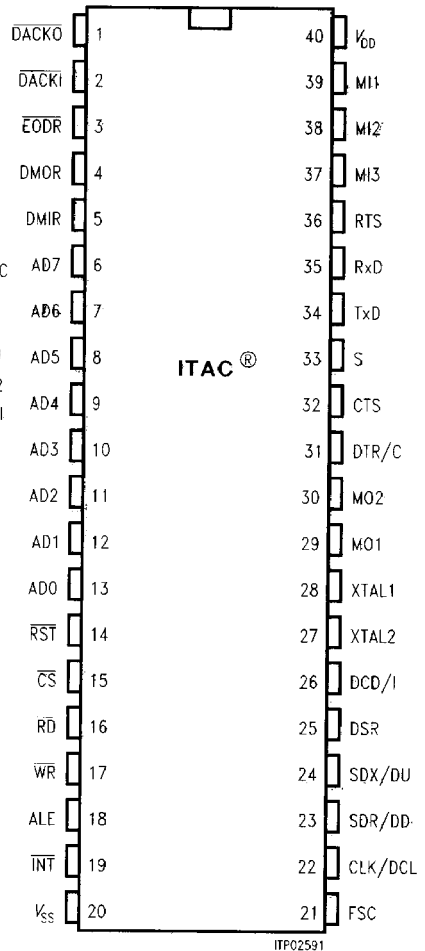 DACKO 1 40 VDD
DACKI 2 39 MI1
EODR 3 38 MI2
DMOR 4 37 MI3
DMIR 5 36 RTS
AD7 6 35 RxD
AD6 7 34 TxD
AD5 8 33 S
ITAC ®
AD4 9 32 CTS
AD3 10 31 DTR/C
AD2 11 30 MO2
AD1 12 29 MO1
AD0 13 28 XTAL1
RST 14 27 XTAL2
CS 15 26 DCD/I
RD 16 25 DSR
WR 17 24 SDX/DU
ALE 18 23 SDR/DD
INT 19 22 CLK/DCL
VSS 20 21 FSC
ITP02591